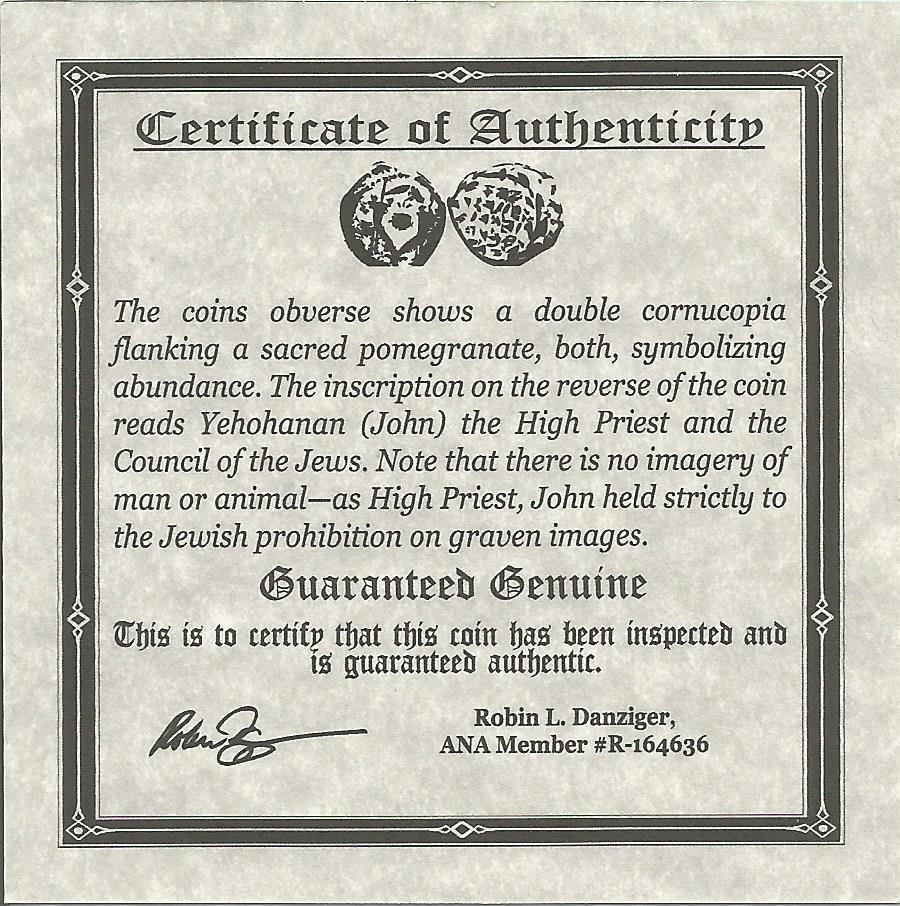 Certificate of Authenticity
The coins obverse shows a double cornucopia
flanking a sacred pomegranate, both, symbolizing
abundance. The inscription on the reverse of the coin
reads Yehohanan (John) the High Priest and the
Council of the Jews. Note that there is no imagery of
man or animal—as High Priest, John held strictly to
the Jewish prohibition on graven images.
Guaranteed Genuine
This is to certify that this coin has been inspected and
is guaranteed authentic.
Robin L. Danziger,
ANA Member #R-164636